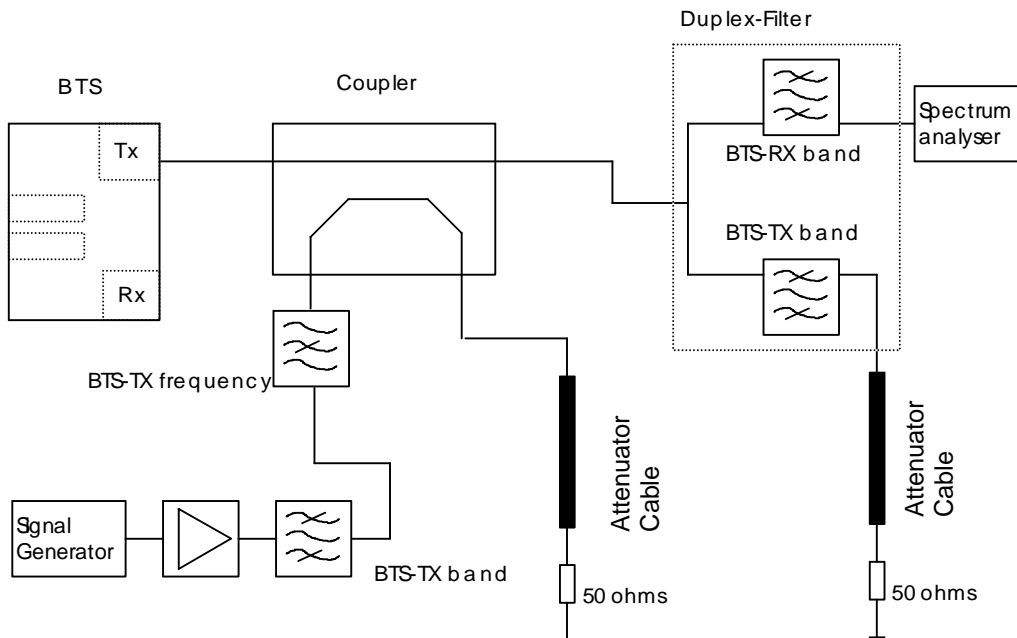 Duplex-Filter
BTS
Coupler
Tx
Spectrum
analyser
BTS-RX band
BTS-TX band
Rx
BTS-TX frequency
Attenuator
Cable
Attenuator
Cable
Signal
Generator
BTS-TX band
50 ohms
50 ohms